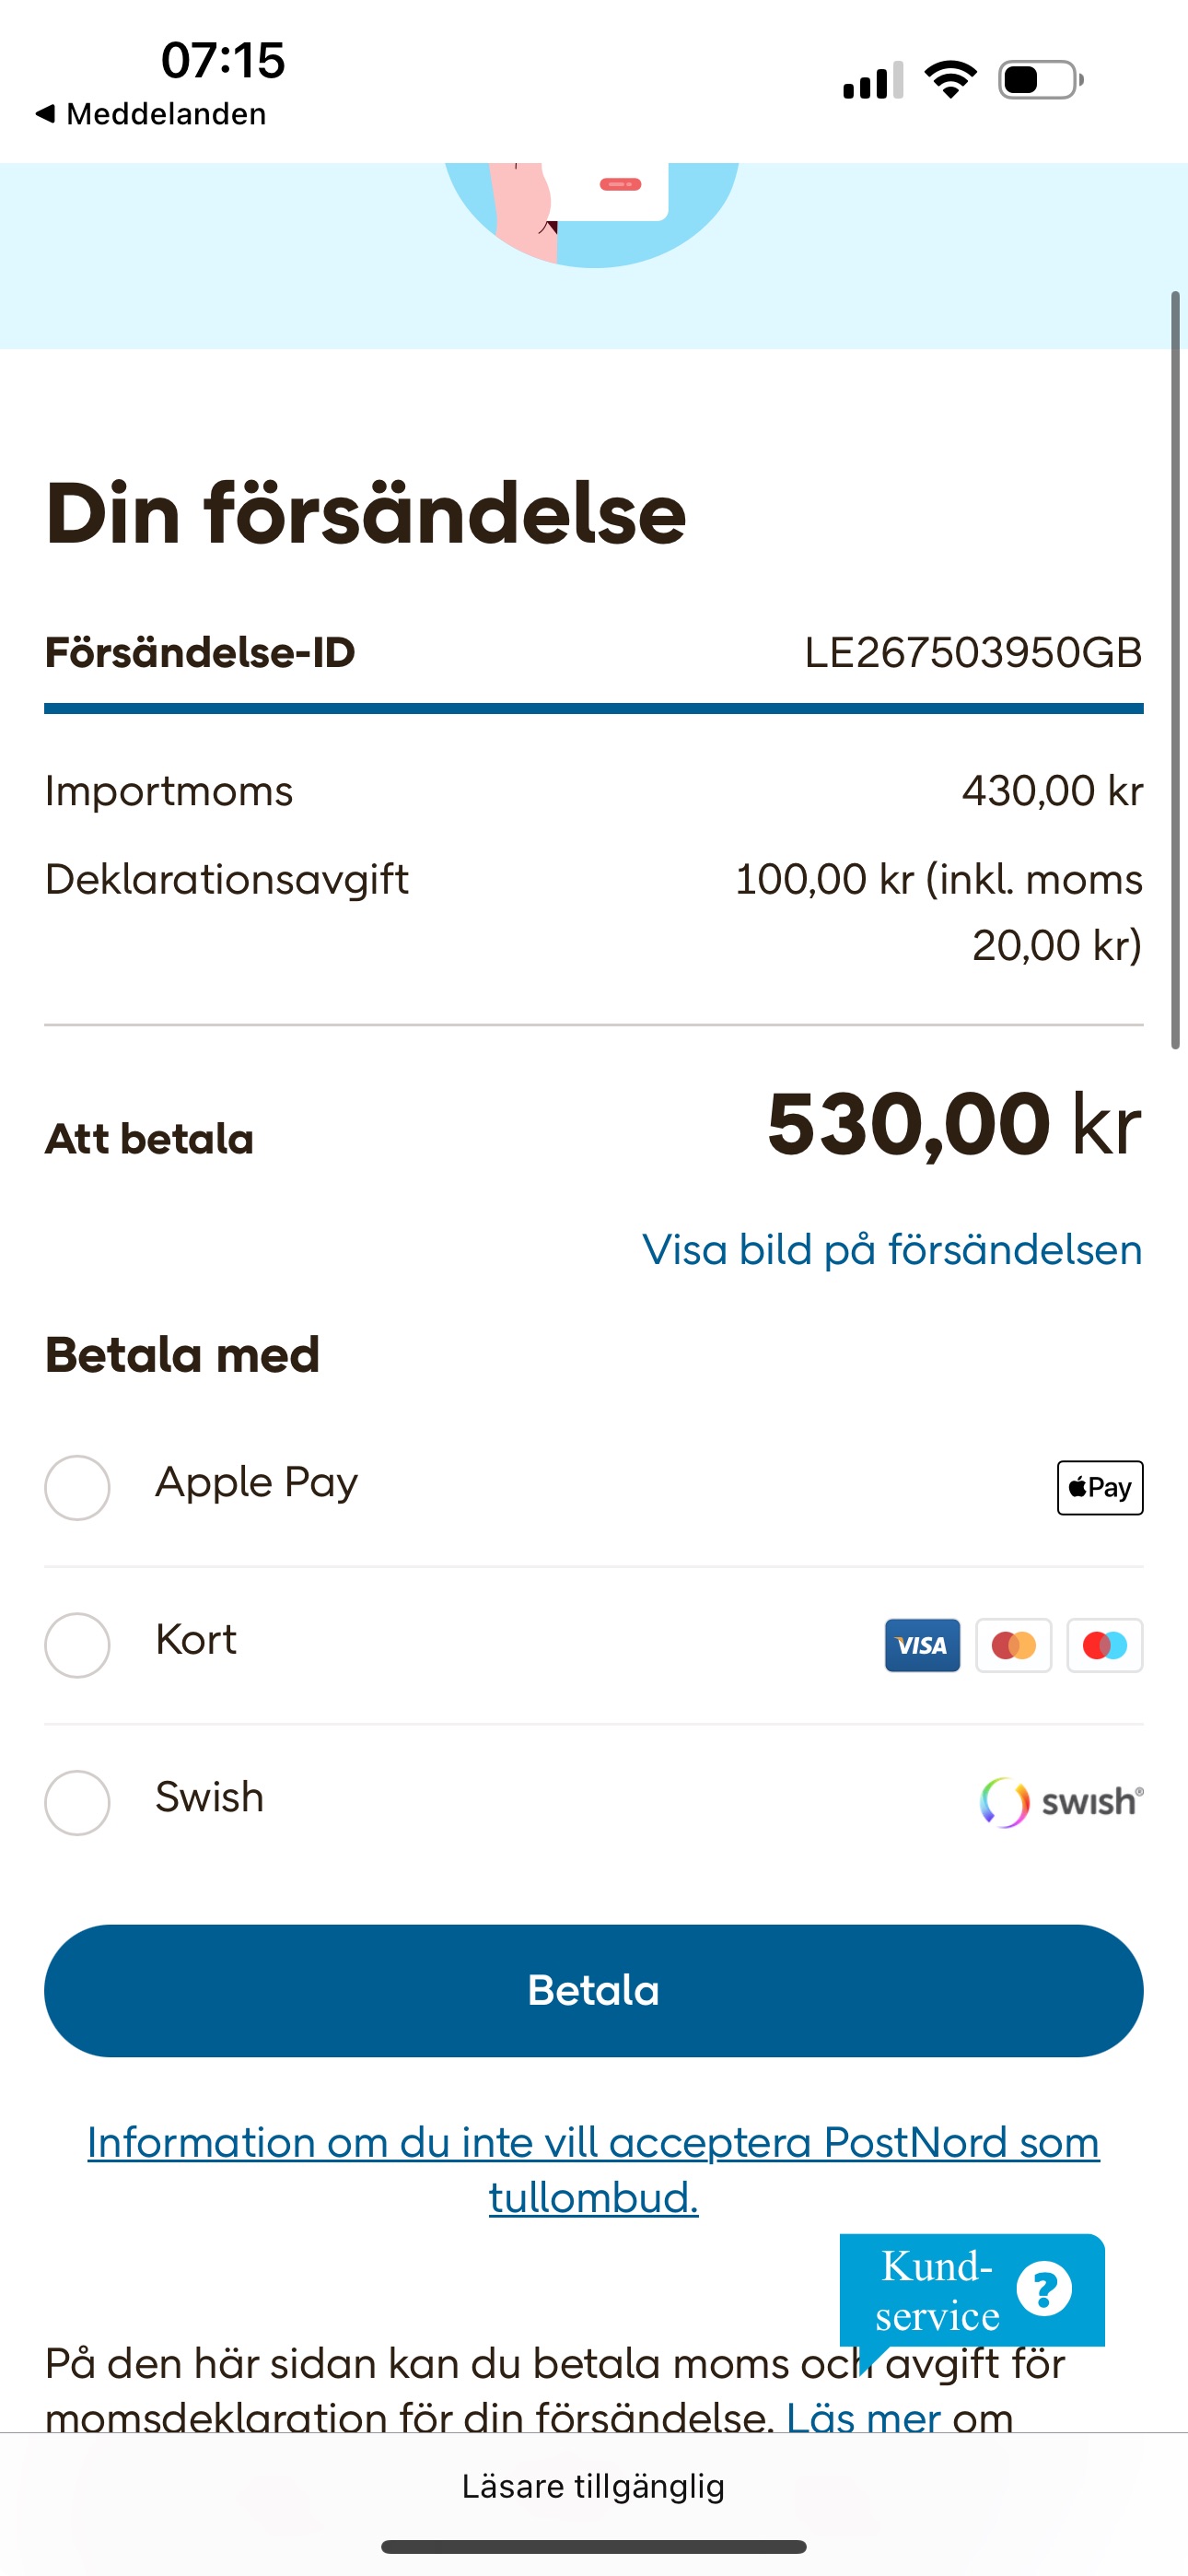 07:15
◀ Meddelanden
Din försändelse
Försändelse-ID LE267503950GB
Importmoms 430,00 kr
Deklarationsavgift 100,00 kr (inkl. moms
20,00 kr)
Att betala 530,00 kr
Visa bild på försändelsen
Betala med
Apple Pay Pay
Kort VISA
Swish swish®
Betala
Information om du inte vill acceptera PostNord som
tullombud.
Kund-
service ?
På den här sidan kan du betala moms och avgift för
momsdeklaration för din försändelse. Läs mer om
Läsare tillgänglig